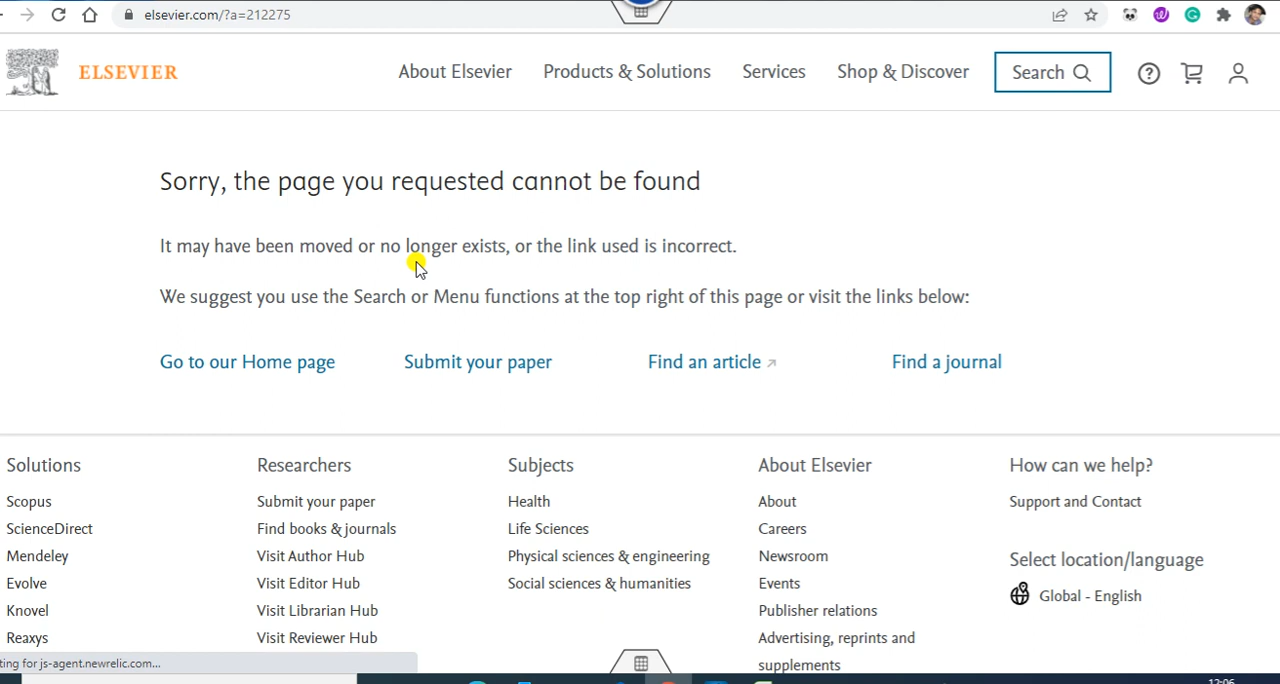 elsevier.com/?a=212275
ELSEVIER
About Elsevier
Products & Solutions
Services
Shop & Discover
Search
Sorry, the page you requested cannot be found
It may have been moved or no longer exists, or the link used is incorrect.
We suggest you use the Search or Menu functions at the top right of this page or visit the links below:
Go to our Home page
Submit your paper
Find an article
Find a journal
Solutions
Scopus
ScienceDirect
Mendeley
Evolve
Knovel
Reaxys
Researchers
Submit your paper
Find books & journals
Visit Author Hub
Visit Editor Hub
Visit Librarian Hub
Visit Reviewer Hub
Subjects
Health
Life Sciences
Physical sciences & engineering
Social sciences & humanities
About Elsevier
About
Careers
Newsroom
Events
Publisher relations
Advertising, reprints and
supplements
How can we help?
Support and Contact
Select location/language
Global - English
ting for js-agent.newrelic.com...
12:06